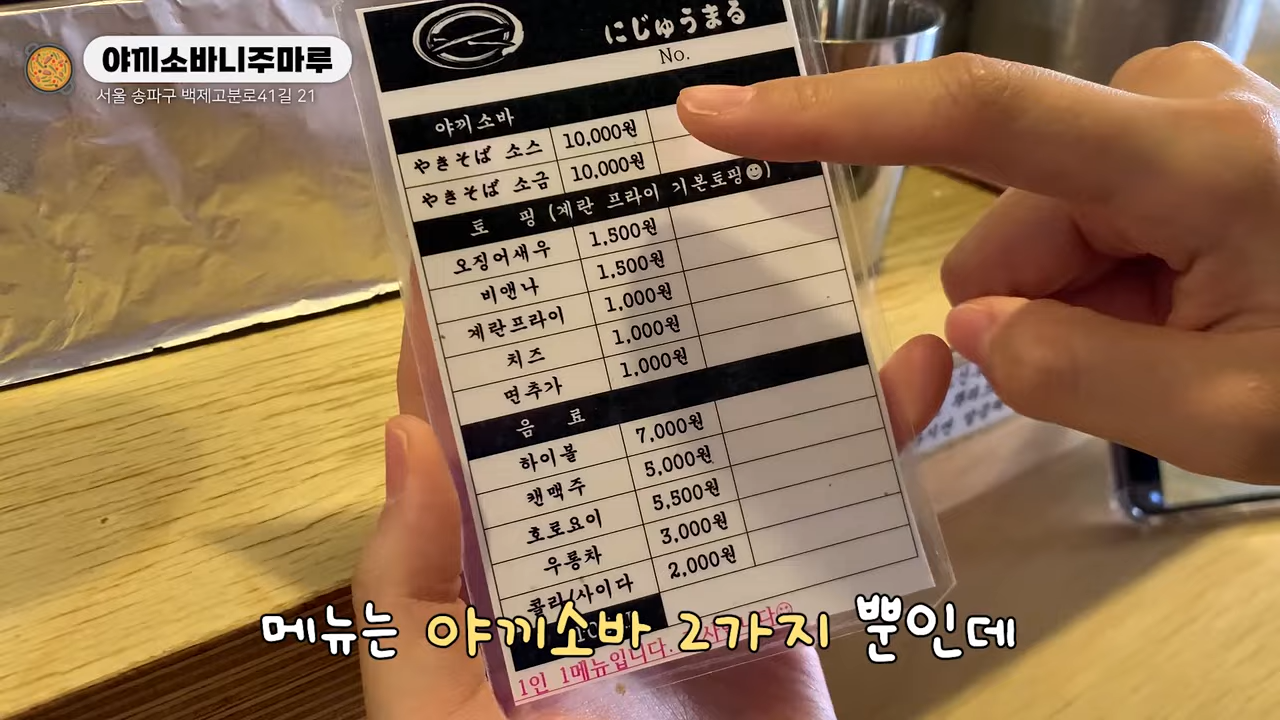 야끼소바니주마루
서울 송파구 백제고분로41길 21
にじゅうまる
No.
야끼소바
やきそば 소스 10,000원
やきそば 소금 10,000원
토 핑 (계란 프라이 기본토핑☺)
오징어새우 1,500원
비앤나 1,500원
계란프라이 1,000원
치즈 1,000원
면추가 1,000원
음 료
하이볼 7,000원
캔맥주 5,000원
호로요이 5,500원
우롱차 3,000원
콜라/사이다 2,000원
1인 1메뉴입니다.
메뉴는 야끼소바 2가지 뿐인데